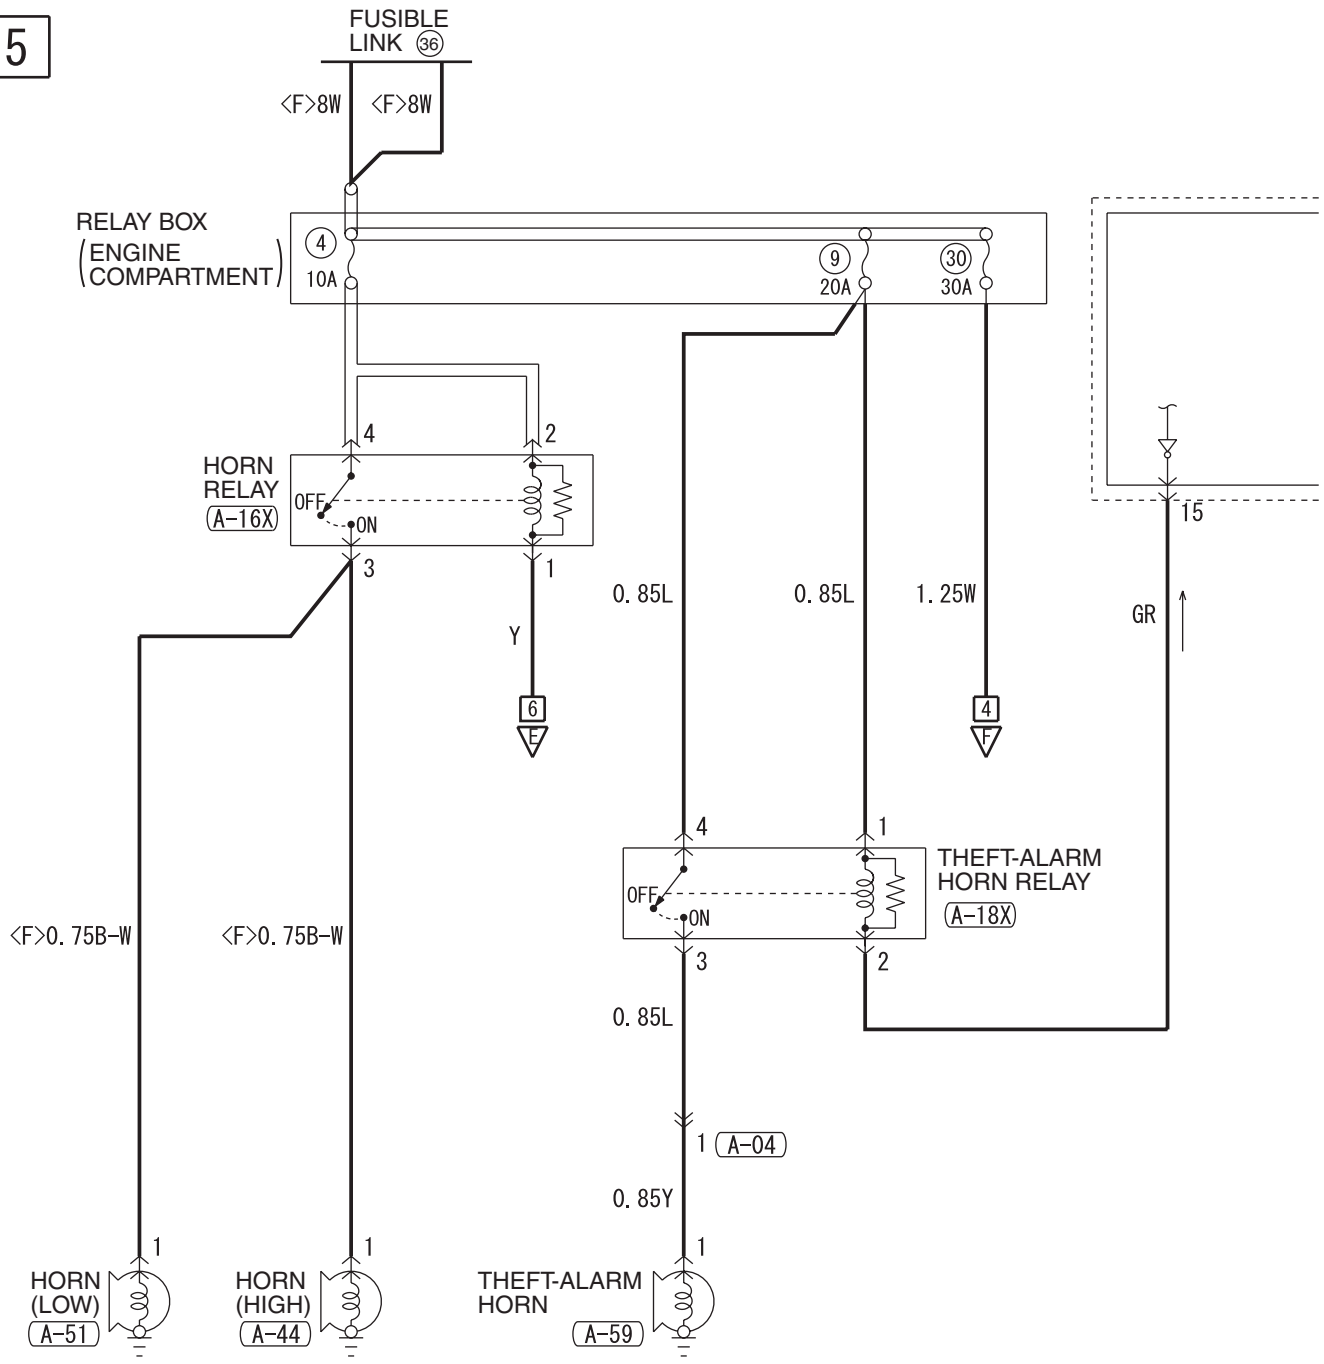 5
FUSIBLE
LINK 36
<F>8W <F>8W
RELAY BOX
(ENGINE
COMPARTMENT)
4
10A
9
20A
30
30A
4 2
HORN
RELAY
A-16X
OFF
ON
3 1
15
0.85L 0.85L 1.25W
GR
Y
6
E
4
F
4 1
THEFT-ALARM
HORN RELAY
A-18X
OFF
ON
3 2
<F>0.75B-W <F>0.75B-W
0.85L
1 A-04
0.85Y
1 1 1
HORN
(LOW)
A-51
HORN
(HIGH)
A-44
THEFT-ALARM
HORN
A-59